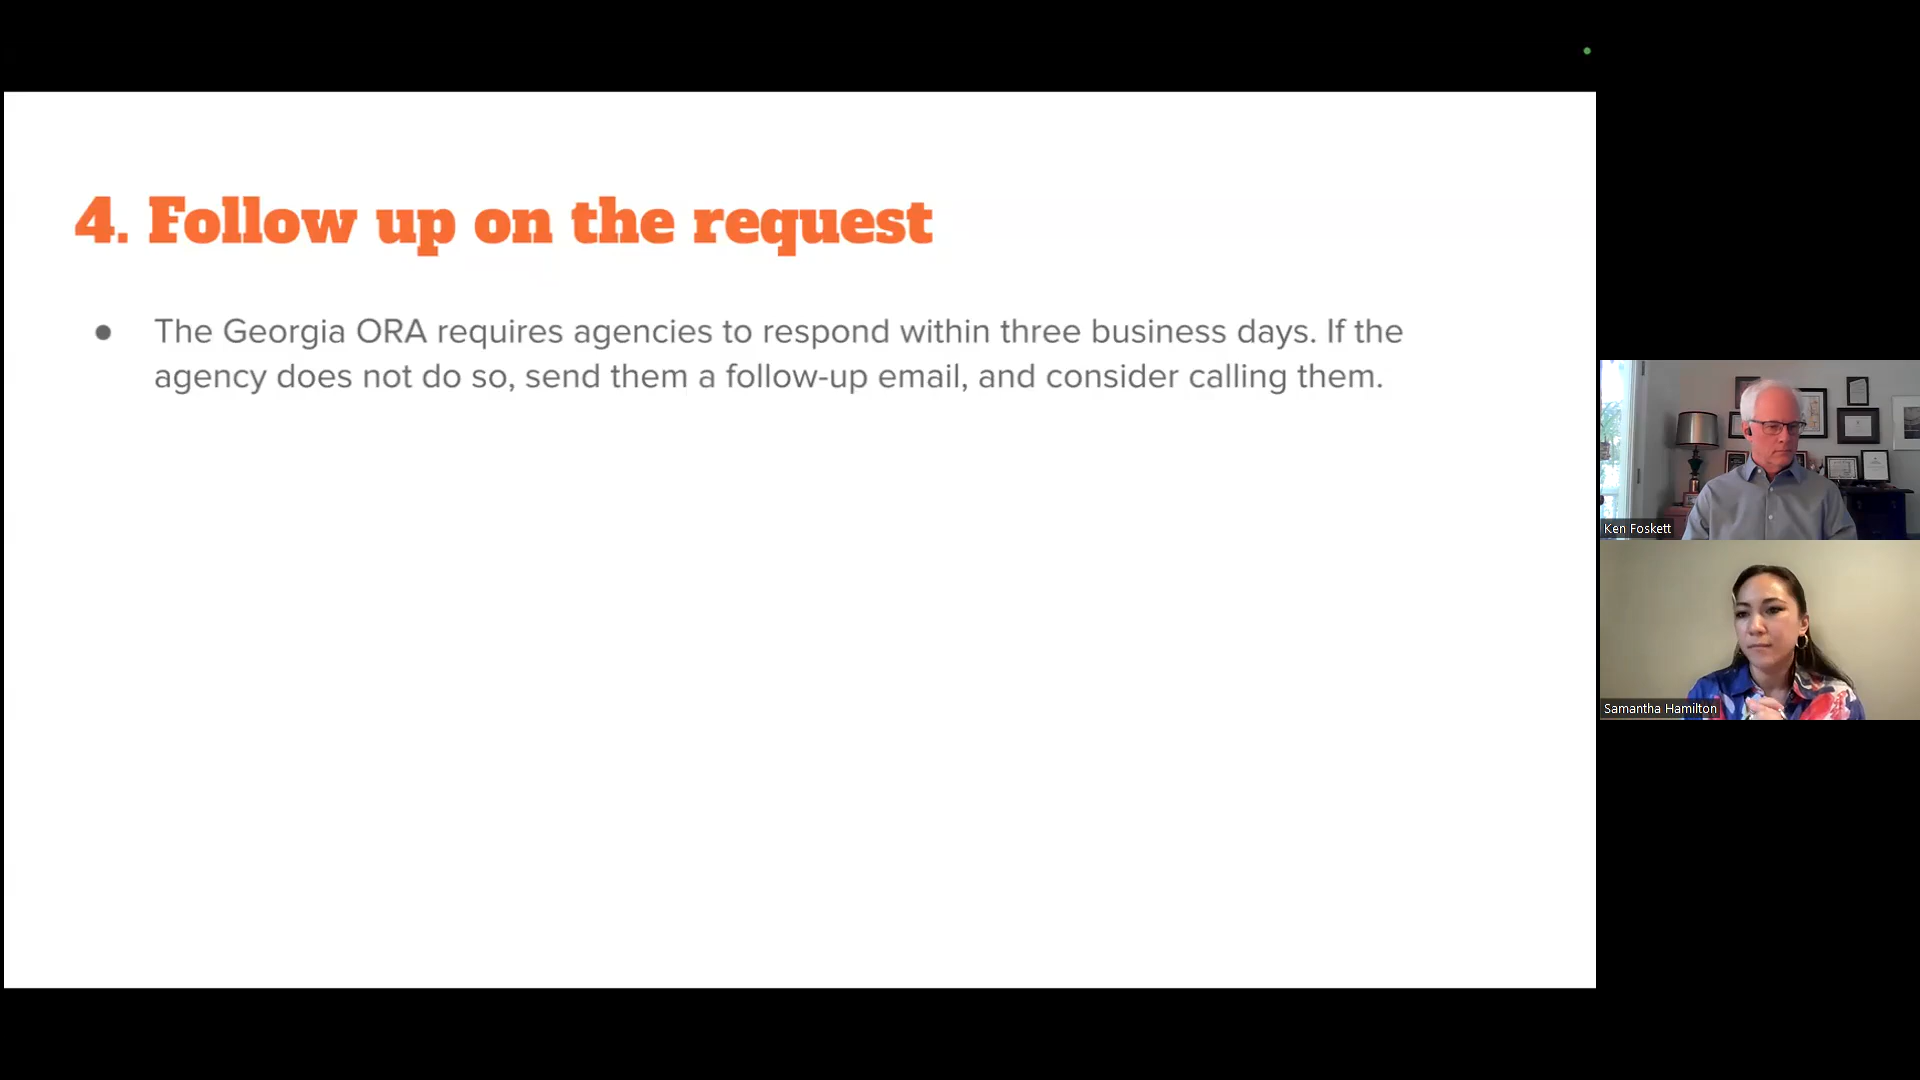 4. Follow up on the request
● The Georgia ORA requires agencies to respond within three business days. If the
agency does not do so, send them a follow-up email, and consider calling them.
Ken Foskett
Samantha Hamilton